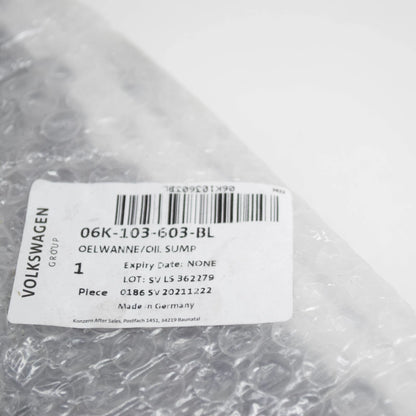 06K103603BL
VOLKSWAGEN
GROUP
06K-103-603-BL
OELWANNE/OIL SUMP
1 Expiry Date: NONE
LOT: SV LS 362279
Piece 0186 SV 20211222
Made in Germany
Konzern After Sales, Postfach 1451, 34219 Baunatal